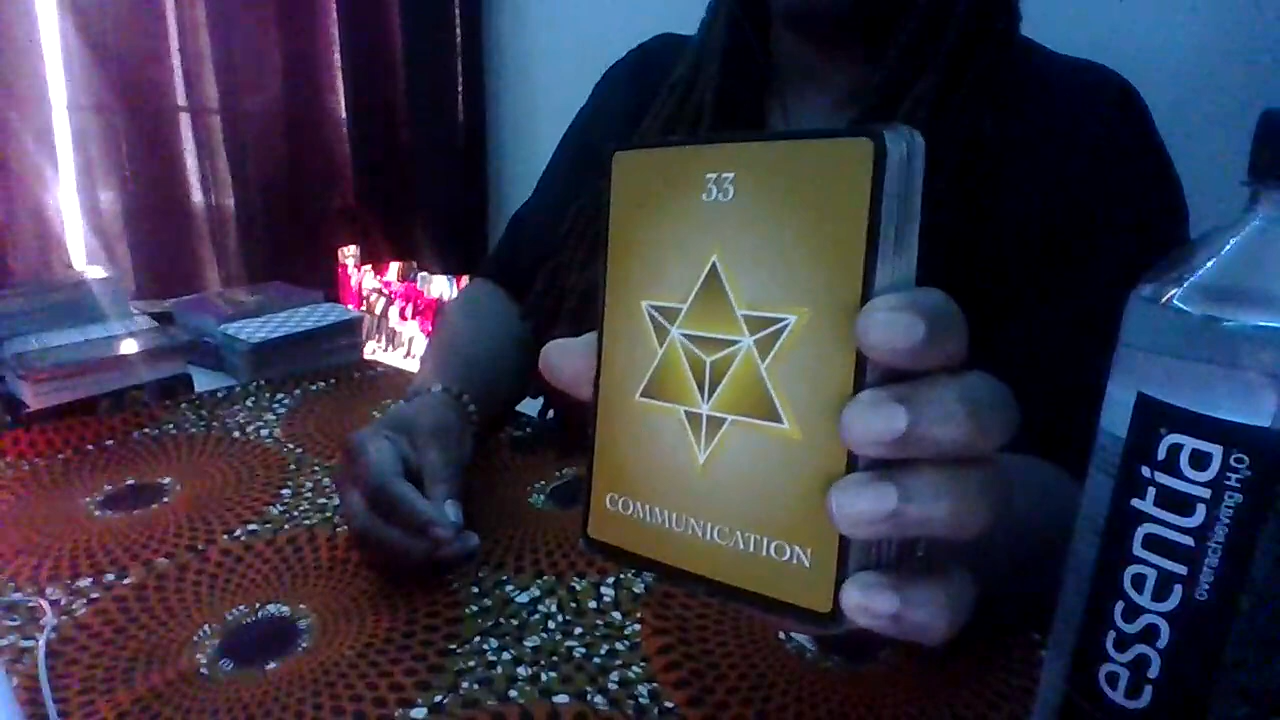 33
COMMUNICATION
essentia
overachieving H₂O